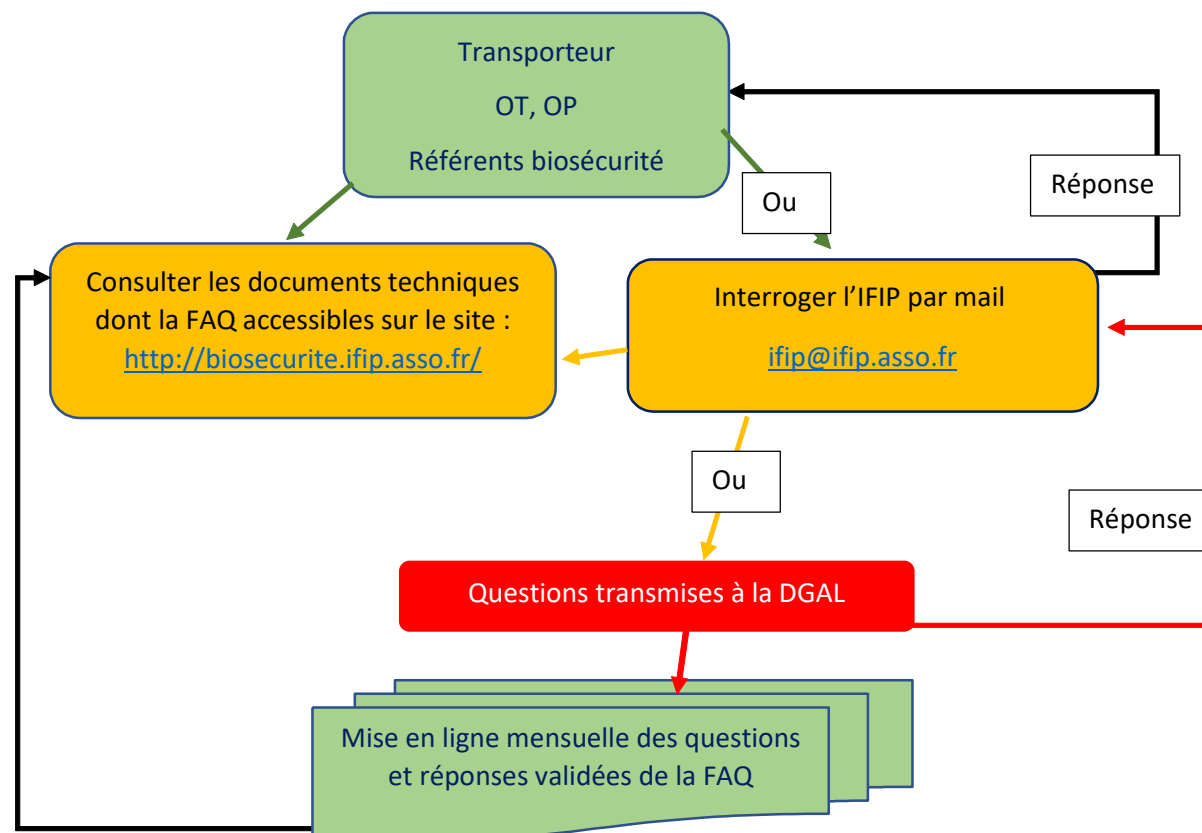 Transporteur
OT, OP
Référents biosécurité
Ou
Réponse
Consulter les documents techniques
dont la FAQ accessibles sur le site :
http://biosecurite.ifip.asso.fr/
Interroger l’IFIP par mail
ifip@ifip.asso.fr
Ou
Réponse
Questions transmises à la DGAL
Mise en ligne mensuelle des questions
et réponses validées de la FAQ